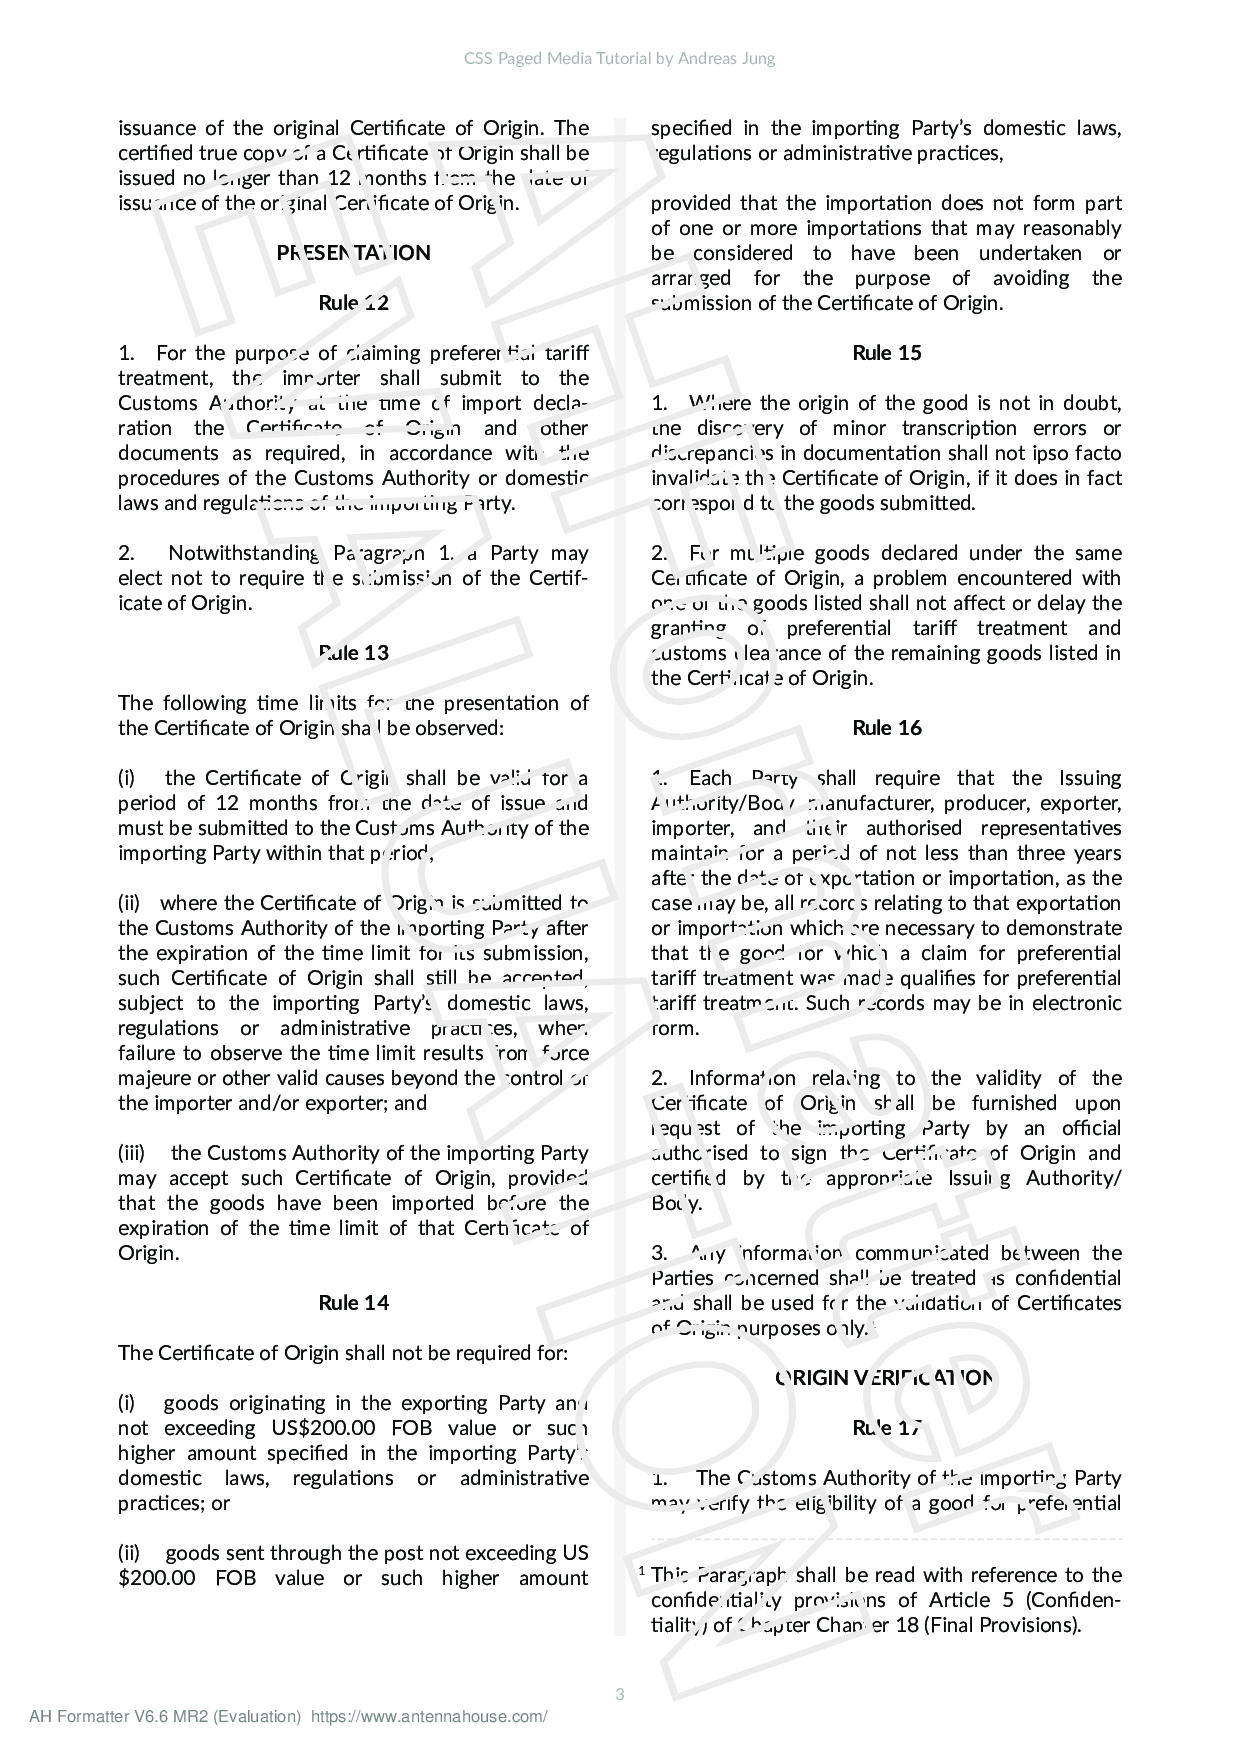 CSS Paged Media Tutorial by Andreas Jung
issuance of the original Certificate of Origin. The
certified true copy of a Certificate of Origin shall be
issued no longer than 12 months from the date of
issuance of the original Certificate of Origin.
PRESENTATION
Rule 12
1. For the purpose of claiming preferential tariff
treatment, the importer shall submit to the
Customs Authority at the time of import decla-
ration the Certificate of Origin and other
documents as required, in accordance with the
procedures of the Customs Authority or domestic
laws and regulations of the importing Party.
2. Notwithstanding Paragraph 1, a Party may
elect not to require the submission of the Certif-
icate of Origin.
Rule 13
The following time limits for the presentation of
the Certificate of Origin shall be observed:
(i) the Certificate of Origin shall be valid for a
period of 12 months from the date of issue and
must be submitted to the Customs Authority of the
importing Party within that period,
(ii) where the Certificate of Origin is submitted to
the Customs Authority of the importing Party after
the expiration of the time limit for its submission,
such Certificate of Origin shall still be accepted,
subject to the importing Party’s domestic laws,
regulations or administrative practices, when
failure to observe the time limit results from force
majeure or other valid causes beyond the control of
the importer and/or exporter; and
(iii) the Customs Authority of the importing Party
may accept such Certificate of Origin, provided
that the goods have been imported before the
expiration of the time limit of that Certificate of
Origin.
Rule 14
The Certificate of Origin shall not be required for:
(i) goods originating in the exporting Party and
not exceeding US$200.00 FOB value or such
higher amount specified in the importing Party’s
domestic laws, regulations or administrative
practices; or
(ii) goods sent through the post not exceeding US
$200.00 FOB value or such higher amount
specified in the importing Party’s domestic laws,
regulations or administrative practices,
provided that the importation does not form part
of one or more importations that may reasonably
be considered to have been undertaken or
arranged for the purpose of avoiding the
submission of the Certificate of Origin.
Rule 15
1. Where the origin of the good is not in doubt,
the discovery of minor transcription errors or
discrepancies in documentation shall not ipso facto
invalidate the Certificate of Origin, if it does in fact
correspond to the goods submitted.
2. For multiple goods declared under the same
Certificate of Origin, a problem encountered with
one of the goods listed shall not affect or delay the
granting of preferential tariff treatment and
customs clearance of the remaining goods listed in
the Certificate of Origin.
Rule 16
1. Each Party shall require that the Issuing
Authority/Body, manufacturer, producer, exporter,
importer, and their authorised representatives
maintain for a period of not less than three years
after the date of exportation or importation, as the
case may be, all records relating to that exportation
or importation which are necessary to demonstrate
that the good for which a claim for preferential
tariff treatment was made qualifies for preferential
tariff treatment. Such records may be in electronic
form.
2. Information relating to the validity of the
Certificate of Origin shall be furnished upon
request of the importing Party by an official
authorised to sign the Certificate of Origin and
certified by the appropriate Issuing Authority/
Body.
3. Any information communicated between the
Parties concerned shall be treated as confidential
and shall be used for the validation of Certificates
of Origin purposes only.¹
ORIGIN VERIFICATION
Rule 17
1. The Customs Authority of the importing Party
may verify the eligibility of a good for preferential
¹ This Paragraph shall be read with reference to the
confidentiality provisions of Article 5 (Confiden-
tiality) of Chapter Chapter 18 (Final Provisions).
AH Formatter
EVALUATION
3
AH Formatter V6.6 MR2 (Evaluation) https://www.antennahouse.com/